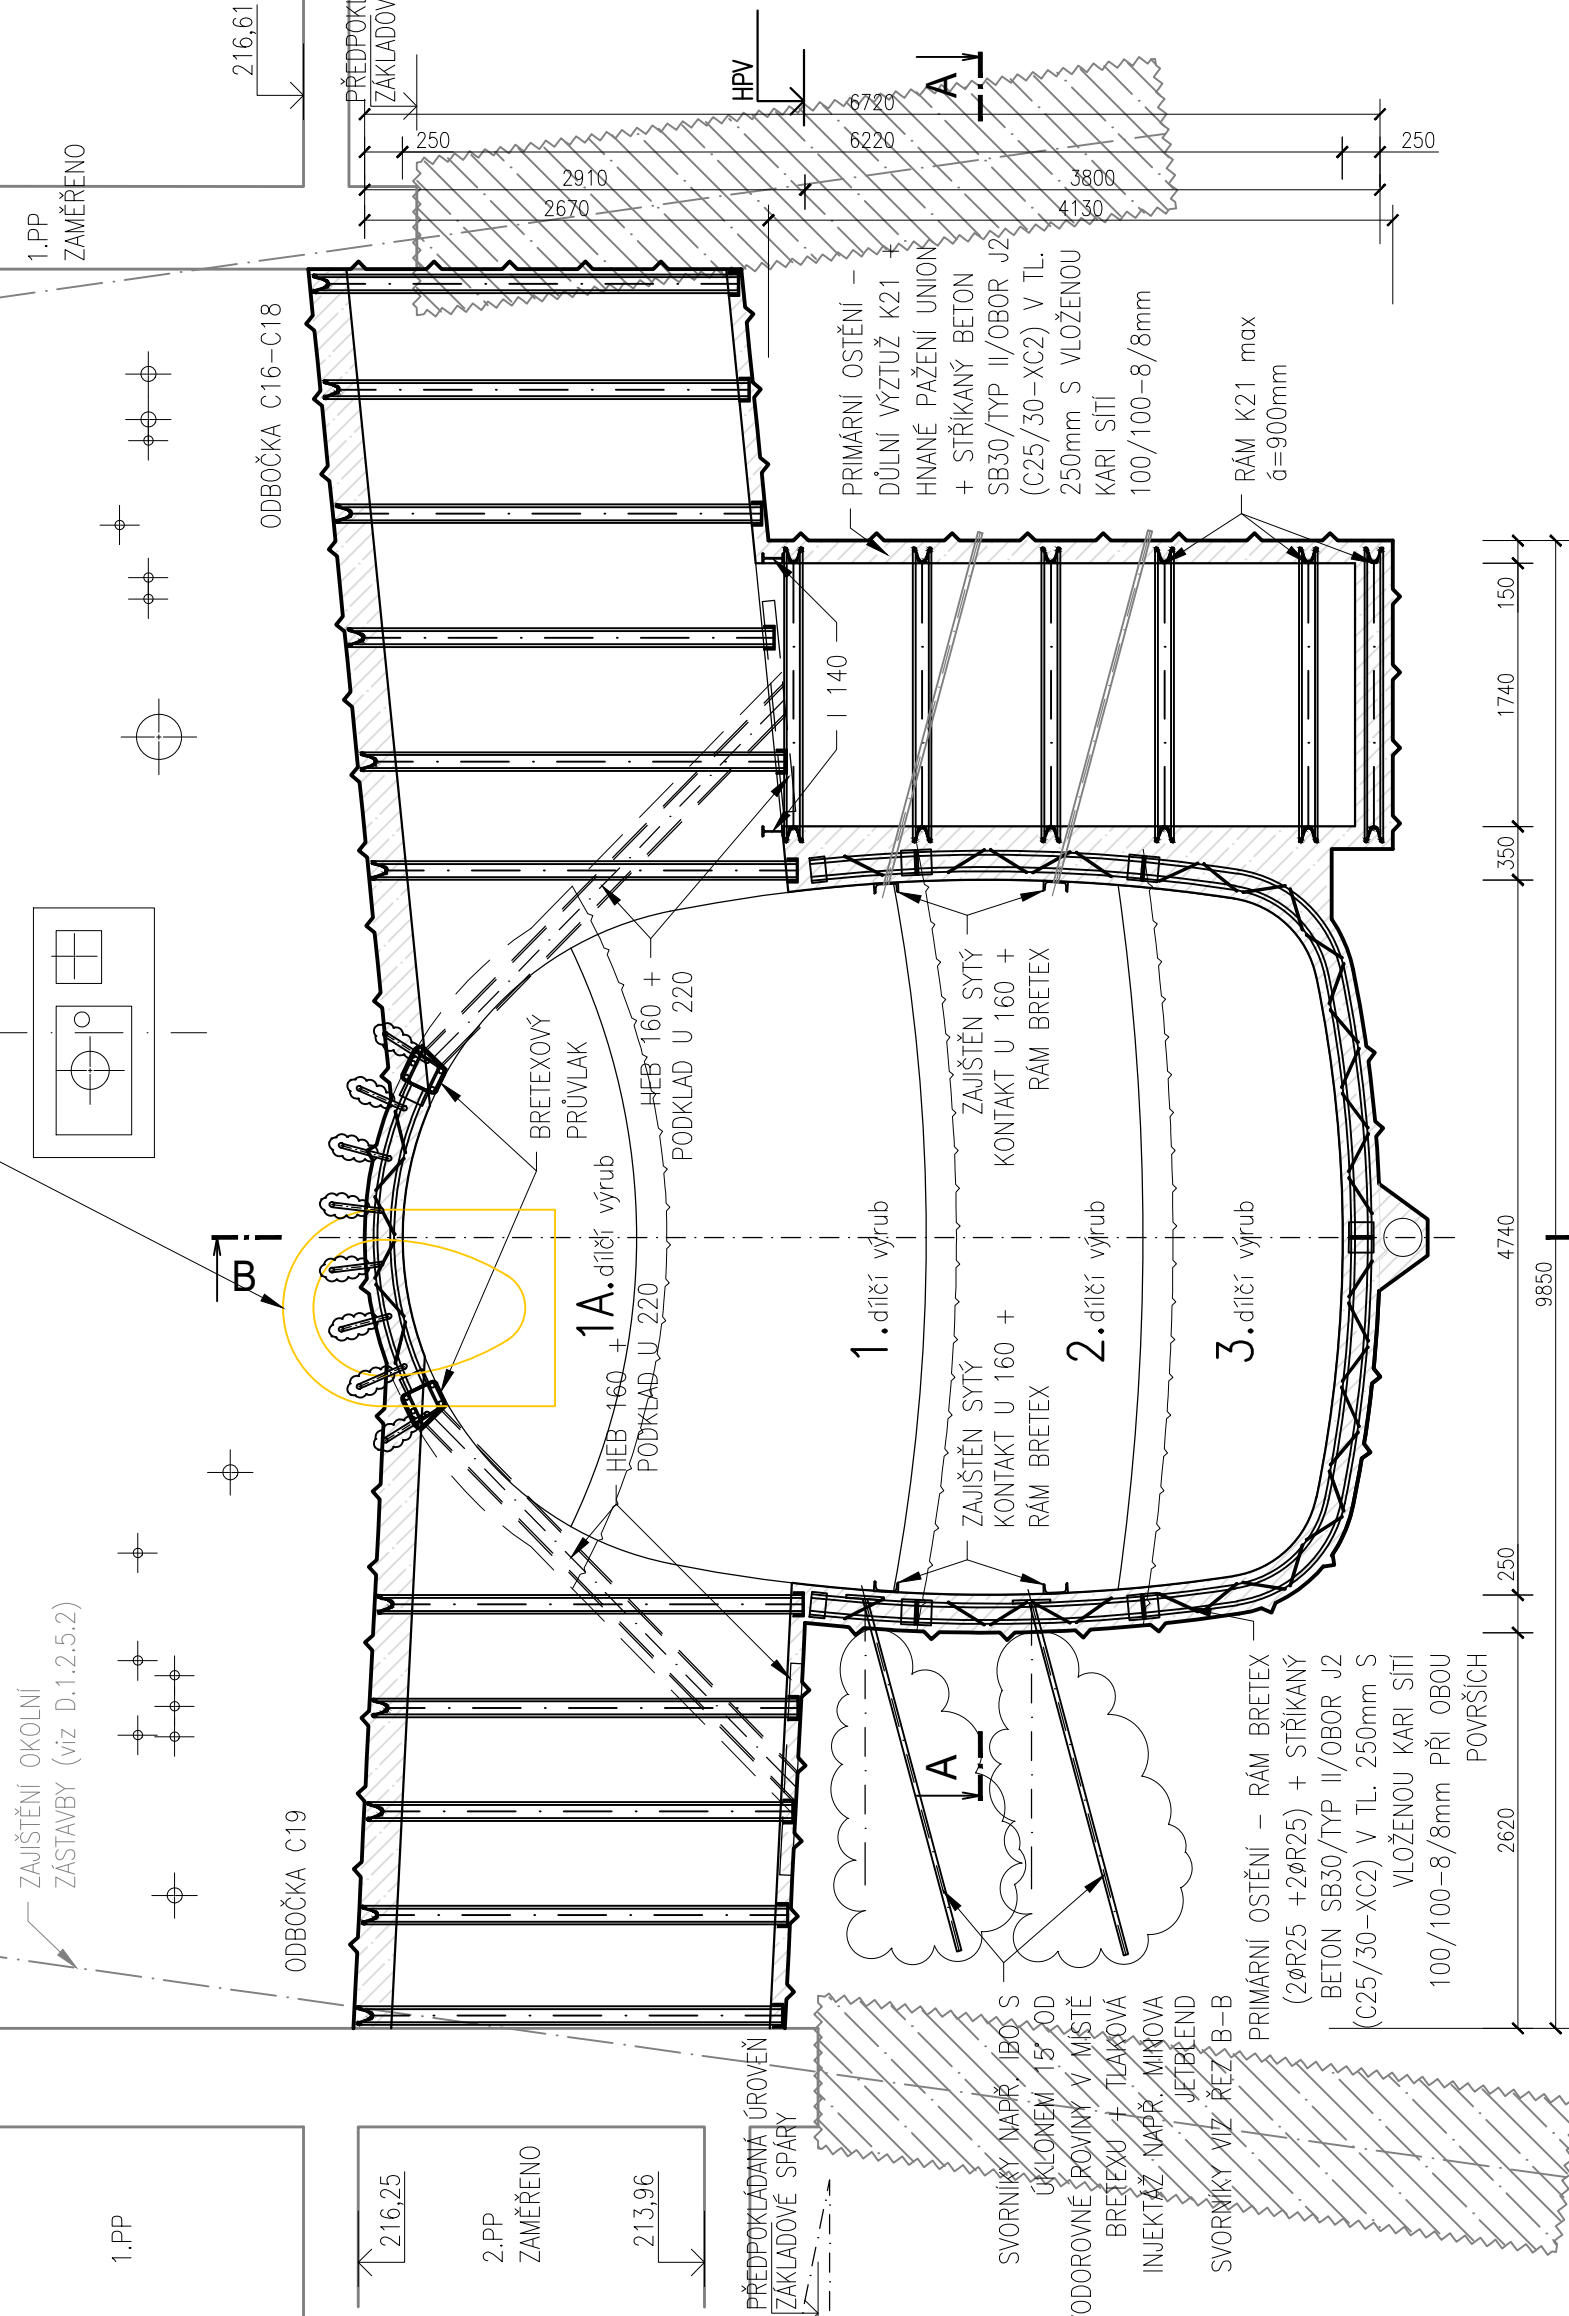 216,61
PŘEDPOKL
ZÁKLADOV
1.PP
ZAMĚŘENO
HPV
A
6720
250
6220
250
2910
3800
2670
4130
ODBOČKA C16-C18
PRIMÁRNÍ OSTĚNÍ -
DŮLNÍ VÝZTUŽ K21 +
HNANÉ PAŽENÍ UNION
+ STŘÍKANÝ BETON
SB30/TYP II/OBOR J2
(C25/30-XC2) V TL.
250mm S VLOŽENOU
KARI SÍTÍ
100/100-8/8mm
RÁM K21 max
á=900mm
I 140
150
1740
350
4740
9850
250
2620
HEB 160 +
PODKLAD U 220
ZAJIŠTĚN SYTÝ
KONTAKT U 160 +
RÁM BRETEX
BRETEXOVÝ
PRŮVLAK
B
1A.dílčí výrub
1.dílčí výrub
2.dílčí výrub
3.dílčí výrub
HEB 160 +
PODKLAD U 220
ZAJIŠTĚN SYTÝ
KONTAKT U 160 +
RÁM BRETEX
ZAJIŠTĚNÍ OKOLNÍ
ZÁSTAVBY (viz D.1.2.5.2)
ODBOČKA C19
A
PRIMÁRNÍ OSTĚNÍ - RÁM BRETEX
(2øR25 +2øR25) + STŘÍKANÝ
BETON SB30/TYP II/OBOR J2
(C25/30-XC2) V TL. 250mm S
VLOŽENOU KARI SÍTÍ
100/100-8/8mm PŘI OBOU
POVRŠÍCH
SVORNÍKY NAPŘ. IBO S
ÚKLONEM 15° OD
VODOROVNÉ ROVINY V MÍSTĚ
BRETEXU + TLAKOVÁ
INJEKTÁŽ NAPŘ. MINOVA
JETBLEND
SVORNÍKY VIZ ŘEZ B-B
1.PP
216,25
2.PP
ZAMĚŘENO
213,96
PŘEDPOKLÁDANÁ ÚROVEŇ
ZÁKLADOVÉ SPÁRY